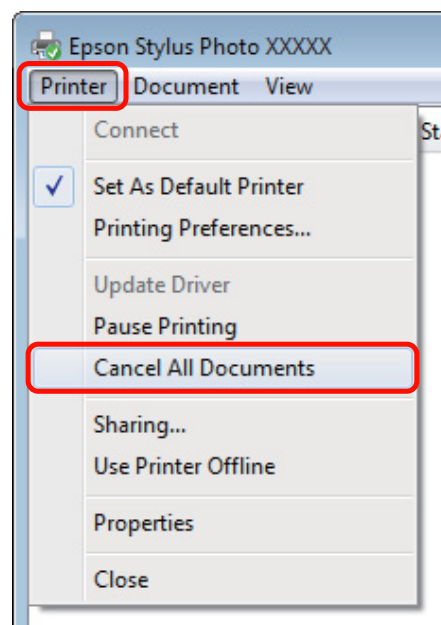 Epson Stylus Photo XXXXX
Printer Document View
Connect
St
Set As Default Printer
Printing Preferences...
Update Driver
Pause Printing
Cancel All Documents
Sharing...
Use Printer Offline
Properties
Close